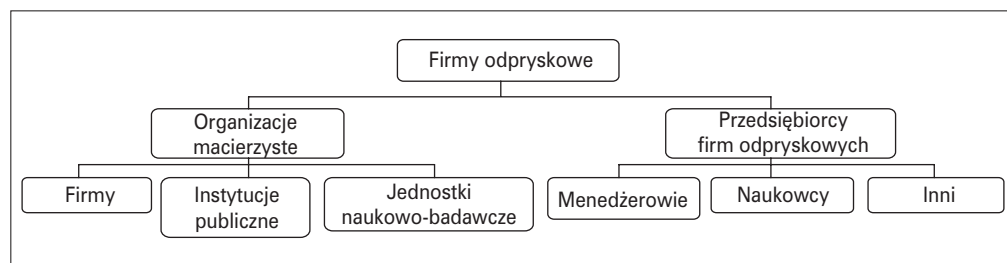 Firmy odpryskowe
Organizacje
macierzyste
Przedsiębiorcy
firm odpryskowych
Firmy
Instytucje
publiczne
Jednostki
naukowo-badawcze
Menedżerowie
Naukowcy
Inni